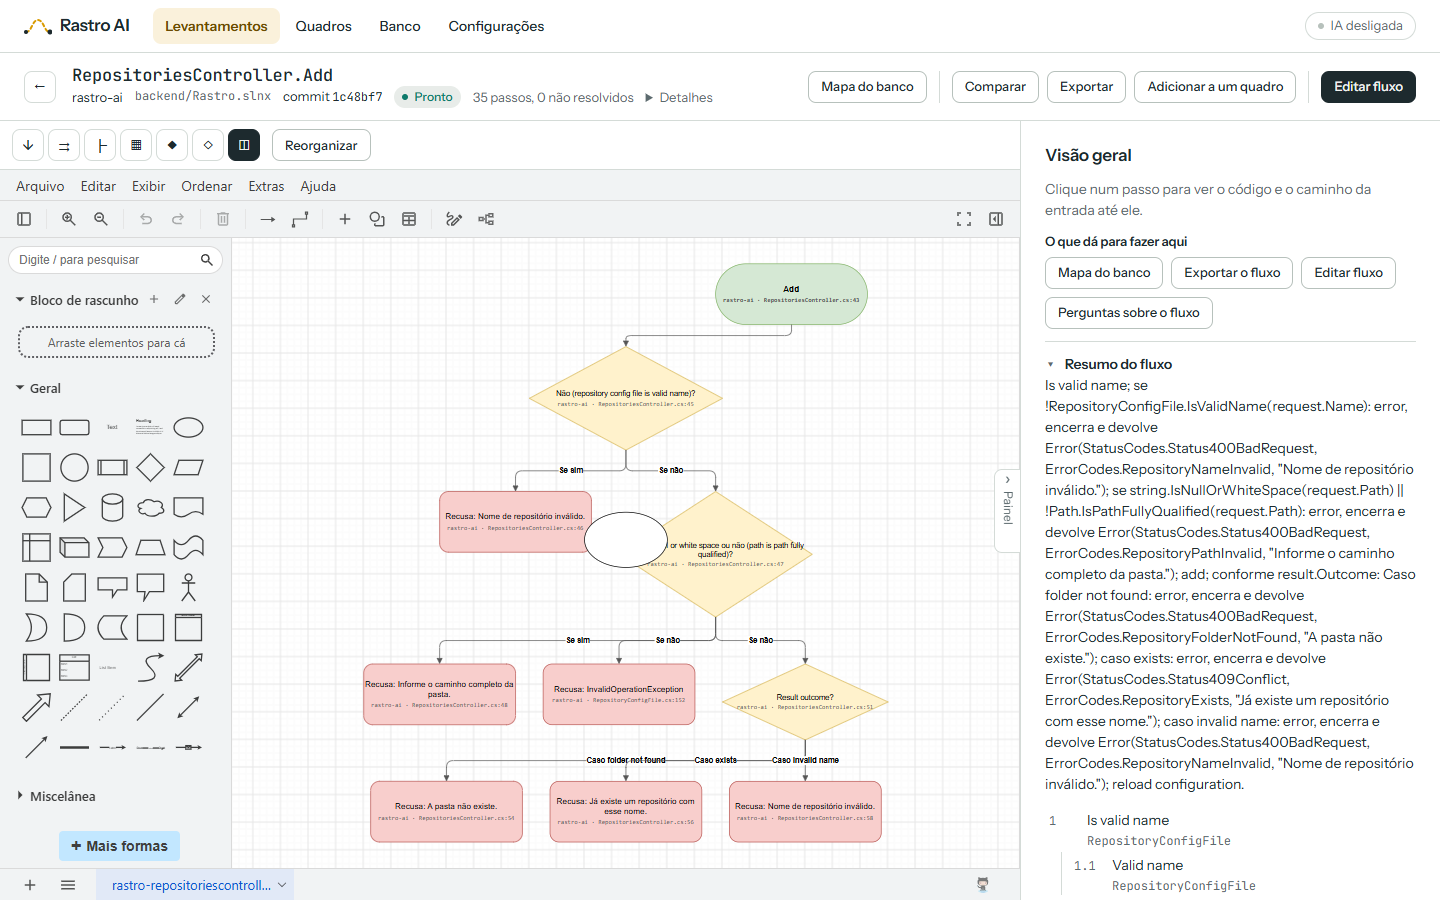 Rastro AI
Levantamentos
Quadros
Banco
Configurações
IA desligada
←
RepositoriesController.Add
rastro-ai
backend/Rastro.slnx
commit 1c48bf7
Pronto
35 passos, 0 não resolvidos
Detalhes
Mapa do banco
Comparar
Exportar
Adicionar a um quadro
Editar fluxo
Reorganizar
Arquivo
Editar
Exibir
Ordenar
Extras
Ajuda
Digite / para pesquisar
Bloco de rascunho
Arraste elementos para cá
Geral
Text
Heading
List Item
Miscelânea
+ Mais formas
rastro-repositoriescontroll...
Add
rastro-ai - RepositoriesController.cs:43
Não (repository config file is valid name)?
rastro-ai - RepositoriesController.cs:45
Se sim
Se não
Recusa: Nome de repositório inválido.
rastro-ai - RepositoriesController.cs:46
l or white space ou não (path is path fully
qualified)?
rastro-ai - RepositoriesController.cs:47
Se sim
Se não
Se não
Recusa: Informe o caminho completo da
pasta.
rastro-ai - RepositoriesController.cs:48
Recusa: InvalidOperationException
rastro-ai - RepositoryConfigFile.cs:152
Result outcome?
rastro-ai - RepositoriesController.cs:51
Caso folder not found
Caso exists
Caso invalid name
Recusa: A pasta não existe.
rastro-ai - RepositoriesController.cs:54
Recusa: Já existe um repositório com
esse nome.
rastro-ai - RepositoriesController.cs:56
Recusa: Nome de repositório inválido.
rastro-ai - RepositoriesController.cs:58
Painel
Visão geral
Clique num passo para ver o código e o caminho da
entrada até ele.
O que dá para fazer aqui
Mapa do banco
Exportar o fluxo
Editar fluxo
Perguntas sobre o fluxo
Resumo do fluxo
Is valid name; se
!RepositoryConfigFile.IsValidName(request.Name): error,
encerra e devolve
Error(StatusCodes.Status400BadRequest,
ErrorCodes.RepositoryNameInvalid, "Nome de repositório
inválido."); se string.IsNullOrWhiteSpace(request.Path) ||
!Path.IsPathFullyQualified(request.Path): error, encerra e
devolve Error(StatusCodes.Status400BadRequest,
ErrorCodes.RepositoryPathInvalid, "Informe o caminho
completo da pasta."); add; conforme result.Outcome: Caso
folder not found: error, encerra e devolve
Error(StatusCodes.Status400BadRequest,
ErrorCodes.RepositoryFolderNotFound, "A pasta não
existe."); caso exists: error, encerra e devolve
Error(StatusCodes.Status409Conflict,
ErrorCodes.RepositoryExists, "Já existe um repositório
com esse nome."); caso invalid name: error, encerra e
devolve Error(StatusCodes.Status400BadRequest,
ErrorCodes.RepositoryNameInvalid, "Nome de repositório
inválido."); reload configuration.
1 Is valid name
RepositoryConfigFile
1.1 Valid name
RepositoryConfigFile